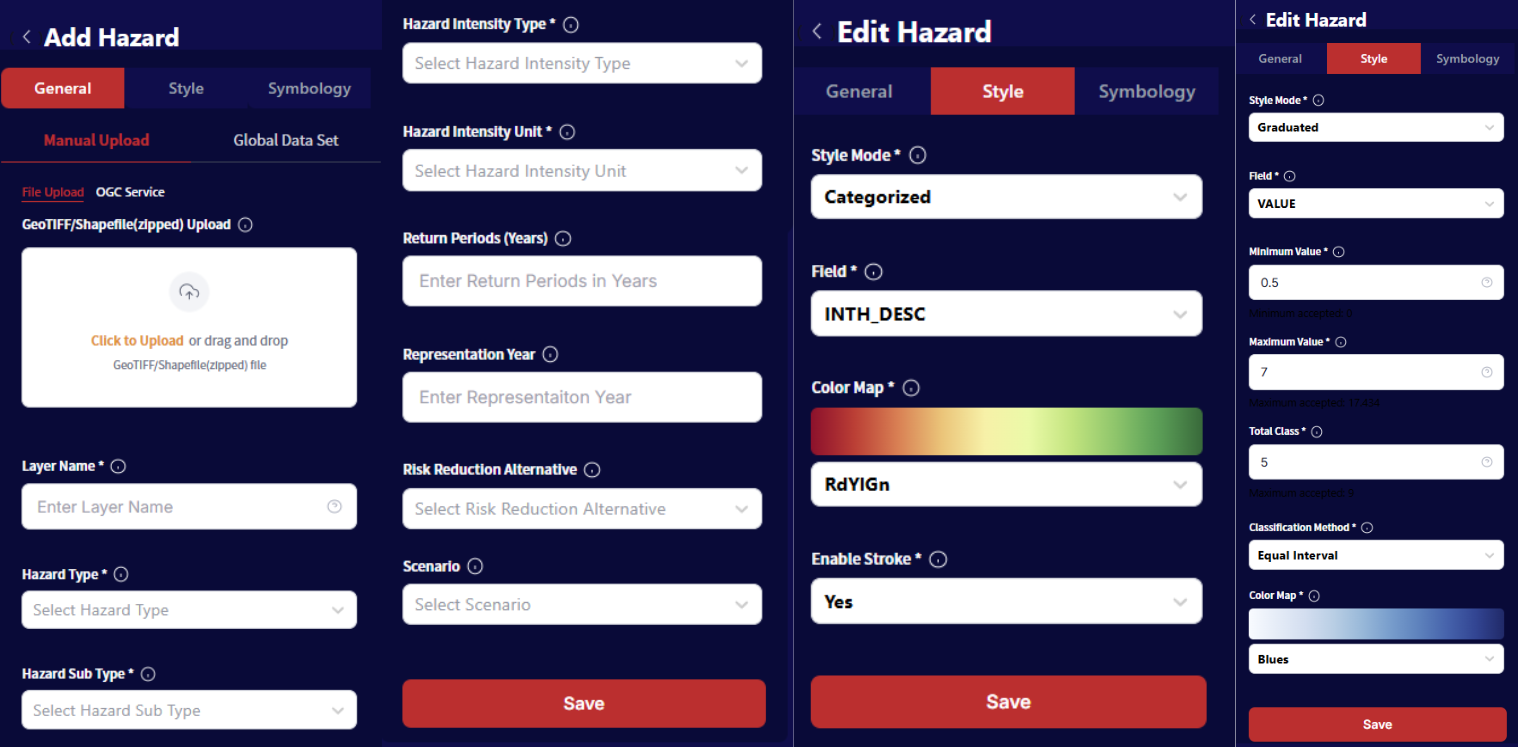 Add Hazard
General
Style
Symbology
Manual Upload
Global Data Set
File Upload
OGC Service
GeoTIFF/Shapefile(zipped) Upload
Click to Upload or drag and drop
GeoTIFF/Shapefile(zipped) file
Layer Name *
Enter Layer Name
Hazard Type *
Select Hazard Type
Hazard Sub Type *
Select Hazard Sub Type
Hazard Intensity Type *
Select Hazard Intensity Type
Hazard Intensity Unit *
Select Hazard Intensity Unit
Return Periods (Years)
Enter Return Periods in Years
Representation Year
Enter Representaiton Year
Risk Reduction Alternative
Select Risk Reduction Alternative
Scenario
Select Scenario
Save
Edit Hazard
General
Style
Symbology
Style Mode *
Categorized
Field *
INTH_DESC
Color Map *
RdYlGn
Enable Stroke *
Yes
Save
Edit Hazard
General
Style
Symbology
Style Mode *
Graduated
Field *
VALUE
Minimum Value *
0.5
Minimum accepted: 0
Maximum Value *
7
Maximum accepted: 17.434
Total Class *
5
Maximum accepted: 9
Classification Method *
Equal Interval
Color Map *
Blues
Save